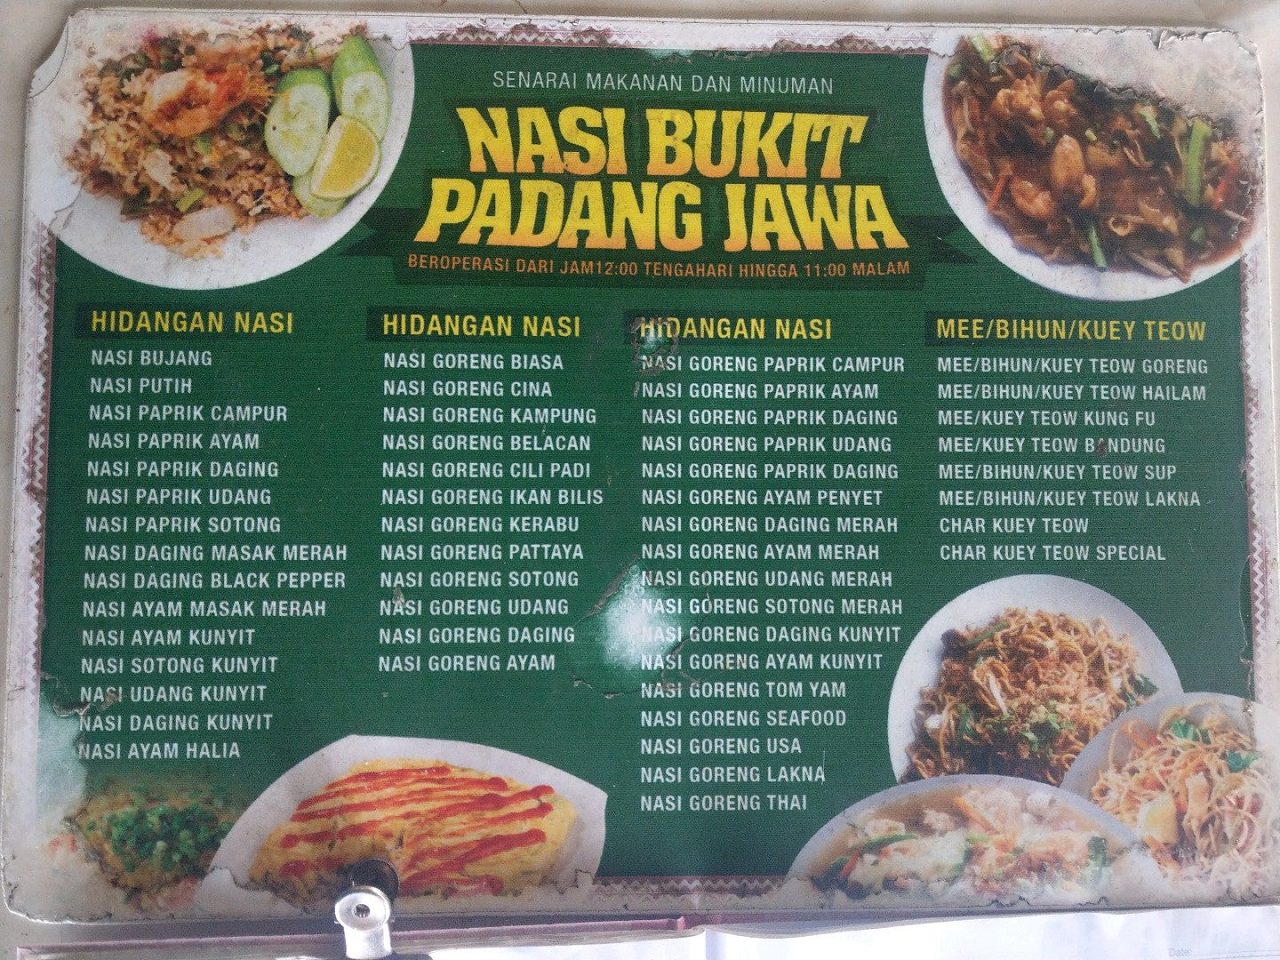 SENARAI MAKANAN DAN MINUMAN
NASI BUKIT
PADANG JAWA
BEROPERASI DARI JAM12:00 TENGAHARI HINGGA 11:00 MALAM
HIDANGAN NASI
NASI BUJANG
NASI PUTIH
NASI PAPRIK CAMPUR
NASI PAPRIK AYAM
NASI PAPRIK DAGING
NASI PAPRIK UDANG
NASI PAPRIK SOTONG
NASI DAGING MASAK MERAH
NASI DAGING BLACK PEPPER
NASI AYAM MASAK MERAH
NASI AYAM KUNYIT
NASI SOTONG KUNYIT
NASI UDANG KUNYIT
NASI DAGING KUNYIT
NASI AYAM HALIA
HIDANGAN NASI
NASI GORENG BIASA
NASI GORENG CINA
NASI GORENG KAMPUNG
NASI GORENG BELACAN
NASI GORENG CILI PADI
NASI GORENG IKAN BILIS
NASI GORENG KERABU
NASI GORENG PATTAYA
NASI GORENG SOTONG
NASI GORENG UDANG
NASI GORENG DAGING
NASI GORENG AYAM
HIDANGAN NASI
NASI GORENG PAPRIK CAMPUR
NASI GORENG PAPRIK AYAM
NASI GORENG PAPRIK DAGING
NASI GORENG PAPRIK UDANG
NASI GORENG PAPRIK DAGING
NASI GORENG AYAM PENYET
NASI GORENG DAGING MERAH
NASI GORENG AYAM MERAH
NASI GORENG UDANG MERAH
NASI GORENG SOTONG MERAH
NASI GORENG DAGING KUNYIT
NASI GORENG AYAM KUNYIT
NASI GORENG TOM YAM
NASI GORENG SEAFOOD
NASI GORENG USA
NASI GORENG LAKNA
NASI GORENG THAI
MEE/BIHUN/KUEY TEOW
MEE/BIHUN/KUEY TEOW GORENG
MEE/BIHUN/KUEY TEOW HAILAM
MEE/KUEY TEOW KUNG FU
MEE/KUEY TEOW BANDUNG
MEE/BIHUN/KUEY TEOW SUP
MEE/BIHUN/KUEY TEOW LAKNA
CHAR KUEY TEOW
CHAR KUEY TEOW SPECIAL
Date: